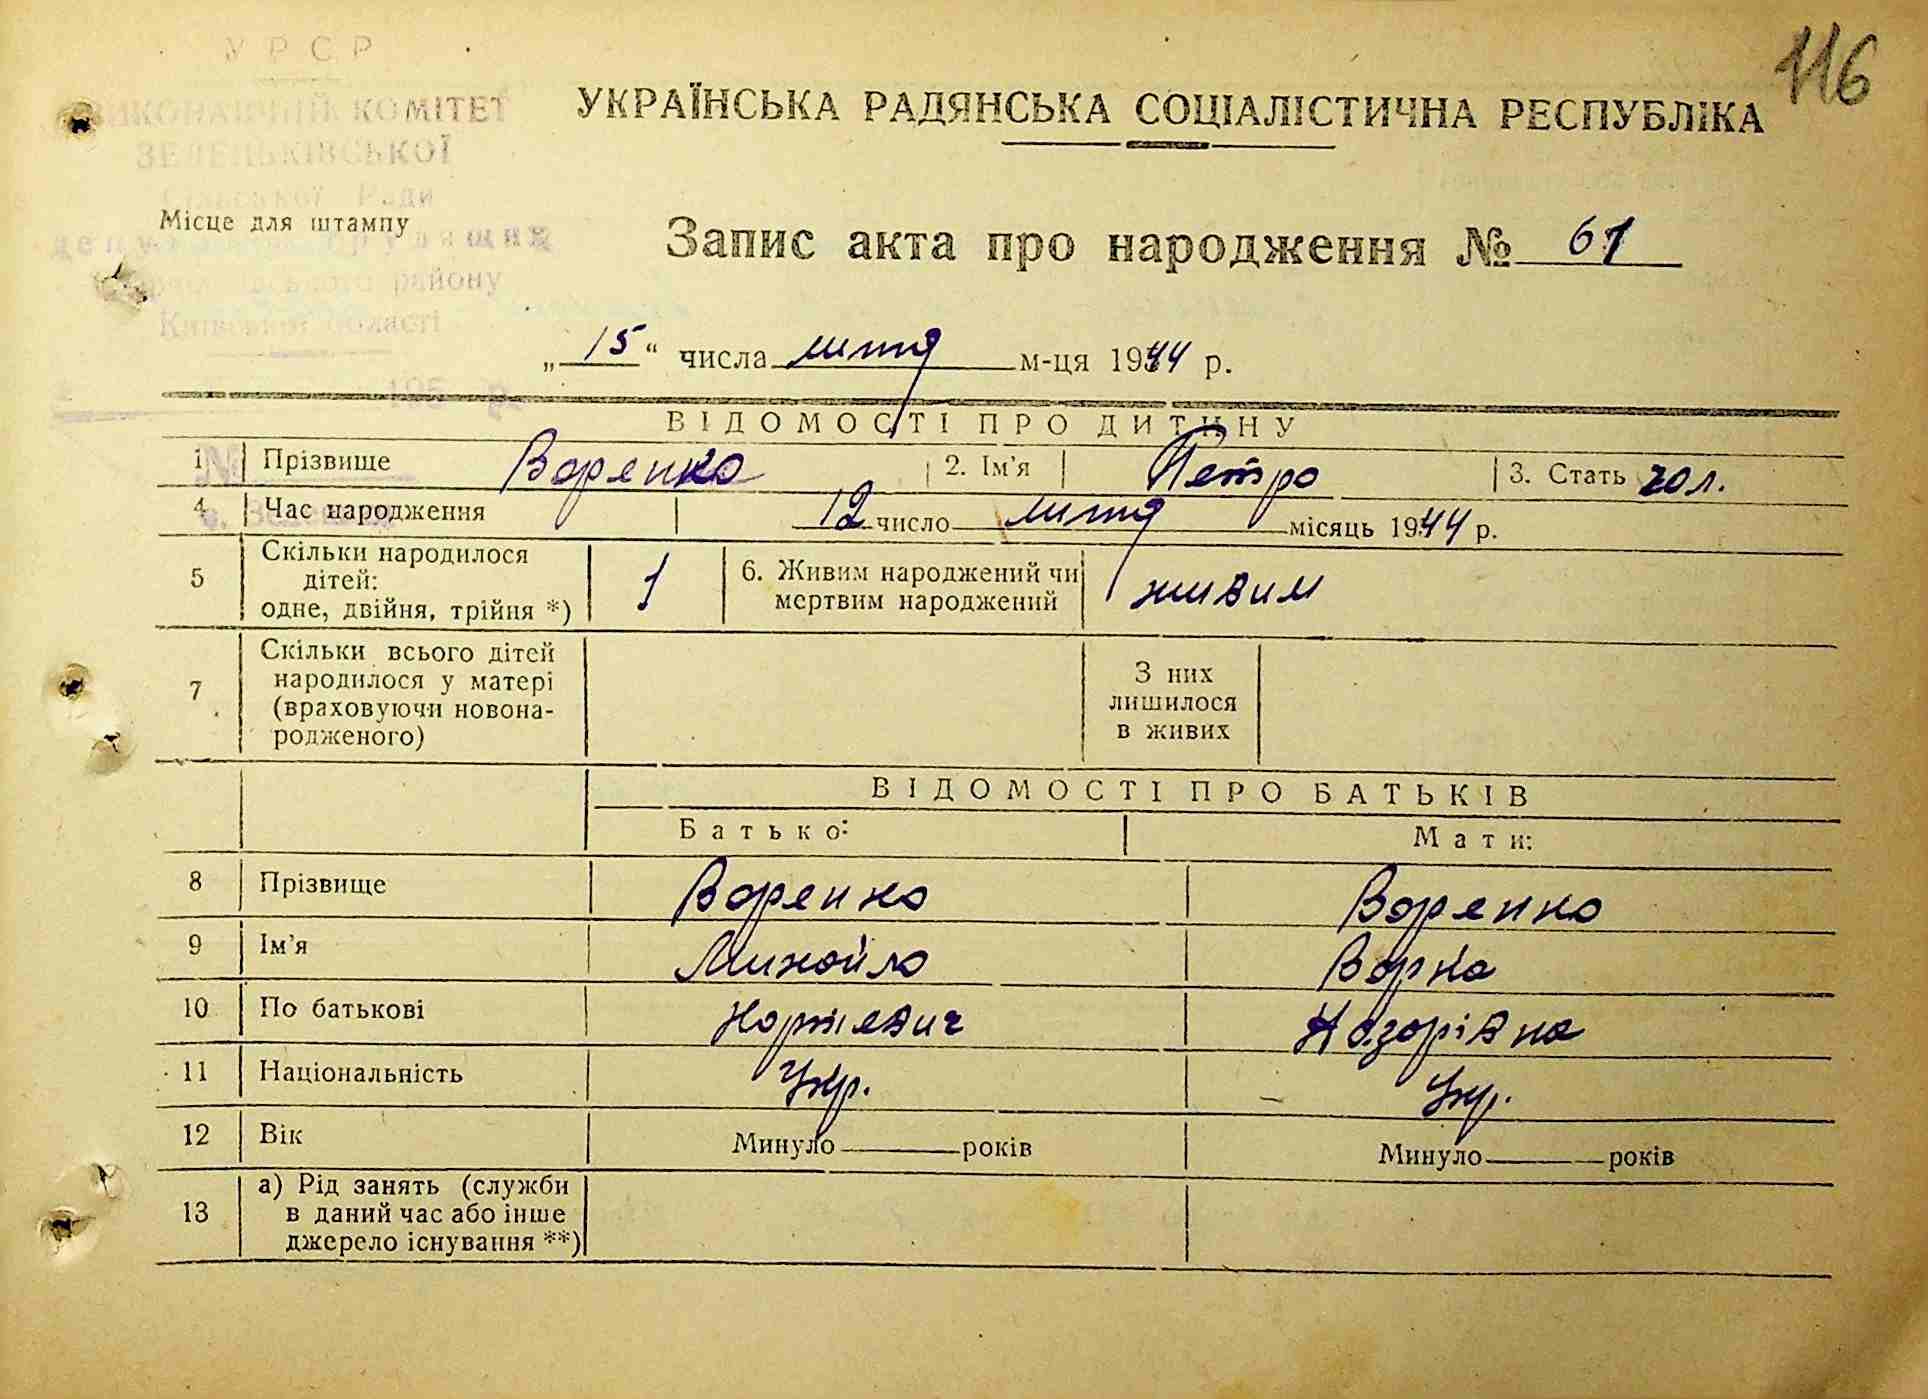 116
УРСР
ВИКОНАВЧИЙ КОМІТЕТ
ЗЕЛЕНЬКІВСЬКОЇ
Сільської Ради
депутатів трудящих
району
Київської області
195 р.
УКРАЇНСЬКА РАДЯНСЬКА СОЦІАЛІСТИЧНА РЕСПУБЛІКА
Місце для штампу
Запис акта про народження № 61
„15“ числа м-ця 1944 р.
ВІДОМОСТІ ПРО ДИТИНУ
1 Прізвище Воренко 2. Ім'я Петро 3. Стать чол.
4 Час народження 12 число місяць 1944 р.
5 Скільки народилося дітей: одне, двійня, трійня *) 1 6. Живим народжений чи мертвим народжений живим
7 Скільки всього дітей народилося у матері (враховуючи новонародженого) З них лишилося в живих
ВІДОМОСТІ ПРО БАТЬКІВ
Батько: Мати:
8 Прізвище Воренко Воренко
9 Ім'я Михайло
10 По батькові Назарівна
11 Національність Укр. Укр.
12 Вік Минуло років Минуло років
13 а) Рід занять (служби в даний час або інше джерело існування **)